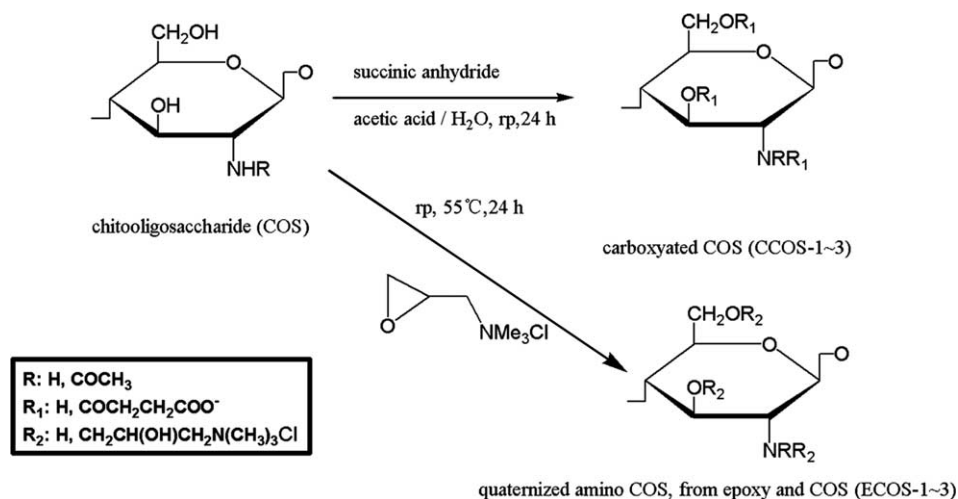 CH₂OH
O
O
OH
NHR
chitooligosaccharide (COS)
succinic anhydride
acetic acid / H₂O, rp,24 h
CH₂OR₁
O
O
OR₁
NRR₁
carboxyated COS (CCOS-1~3)
rp, 55℃,24 h
O
NMe₃Cl
CH₂OR₂
O
O
OR₂
NRR₂
quaternized amino COS, from epoxy and COS (ECOS-1~3)
R: H, COCH₃
R₁: H, COCH₂CH₂COO⁻
R₂: H, CH₂CH(OH)CH₂N(CH₃)₃Cl